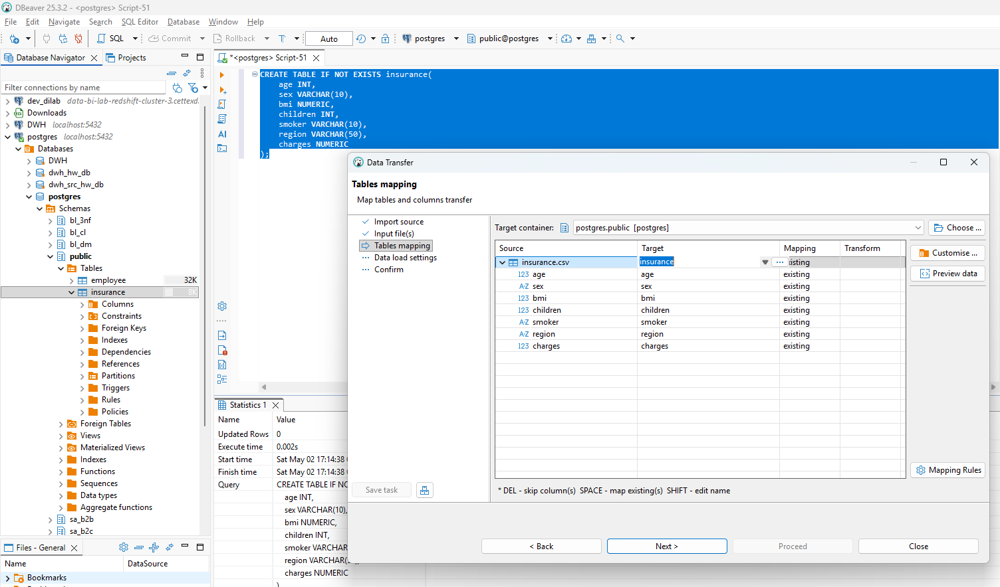 DBeaver 25.3.2 - <postgres> Script-51
File Edit Navigate Search SQL Editor Database Window Help
SQL Commit Rollback Auto postgres public@postgres
Database Navigator Projects
Filter connections by name
dev_dilab data-bi-lab-redshift-cluster-3.cettexd.
Downloads
DWH localhost:5432
postgres localhost:5432
Databases
DWH
dwh_hw_db
dwh_src_hw_db
postgres
Schemas
bl_3nf
bl_cl
bl_dm
public
Tables
employee 32K
insurance 8K
Columns
Constraints
Foreign Keys
Indexes
Dependencies
References
Partitions
Triggers
Rules
Policies
Foreign Tables
Views
Materialized Views
Indexes
Functions
Sequences
Data types
Aggregate functions
sa_b2b
sa_b2c
Files - General
Name DataSource
Bookmarks
*<postgres> Script-51
AI
CREATE TABLE IF NOT EXISTS insurance(
age INT,
sex VARCHAR(10),
bmi NUMERIC,
children INT,
smoker VARCHAR(10),
region VARCHAR(50),
charges NUMERIC
);
Statistics 1
Name Value
Updated Rows 0
Execute time 0.002s
Start time Sat May 02 17:14:38
Finish time Sat May 02 17:14:38
Query CREATE TABLE IF NO
age INT,
sex VARCHAR(10),
bmi NUMERIC,
children INT,
smoker VARCHAR
region VARCHAR(
charges NUMERIC
)
Data Transfer
Tables mapping
Map tables and columns transfer
Import source
Input file(s)
Tables mapping
Data load settings
Confirm
Save task
Target container: postgres.public [postgres] Choose ...
Source Target Mapping Transform
insurance.csv insurance existing
123 age age existing
A-Z sex sex existing
123 bmi bmi existing
123 children children existing
A-Z smoker smoker existing
A-Z region region existing
123 charges charges existing
Customise ...
Preview data
Mapping Rules
* DEL - skip column(s) SPACE - map existing(s) SHIFT - edit name
< Back Next > Proceed Close